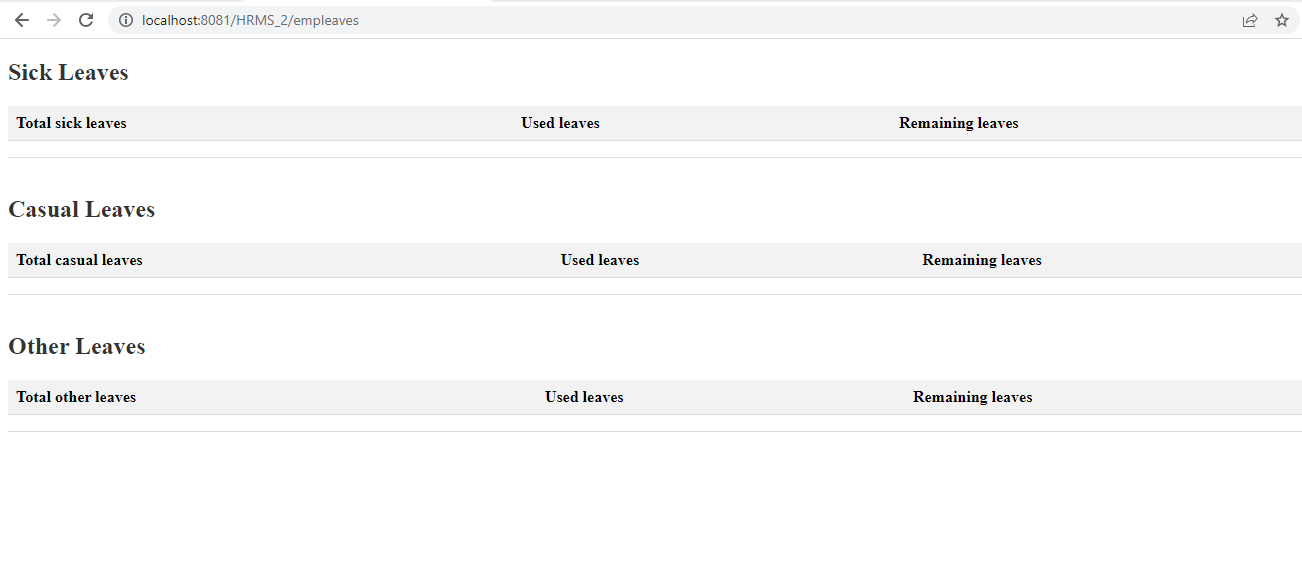 localhost:8081/HRMS_2/empleaves
Sick Leaves
Total sick leaves Used leaves Remaining leaves
Casual Leaves
Total casual leaves Used leaves Remaining leaves
Other Leaves
Total other leaves Used leaves Remaining leaves